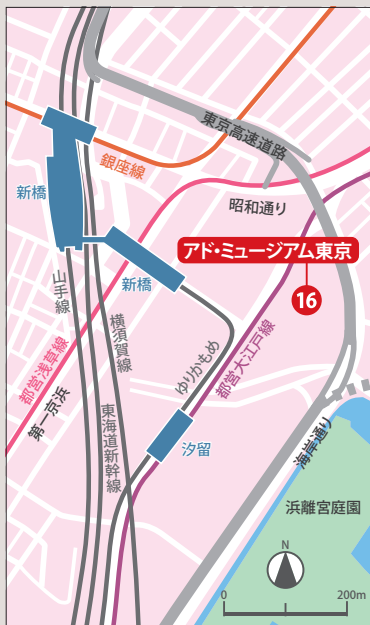 東京高速道路
銀座線
新橋
昭和通り
アド・ミュージアム東京
16
新橋
山手線
横須賀線
都営浅草線
第一京浜
ゆりかもめ
都営大江戸線
東海道新幹線
汐留
海岸通り
浜離宮庭園
N
0 200m